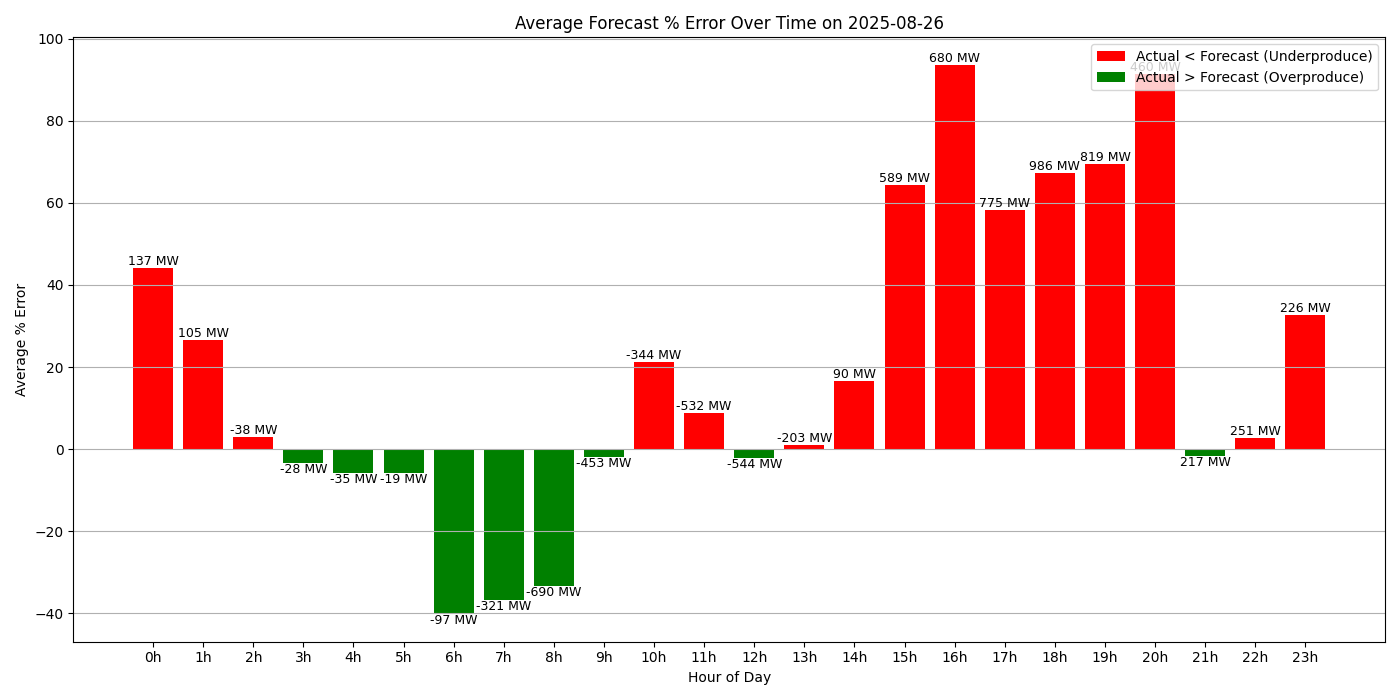 Average Forecast % Error Over Time on 2025-08-26
Actual < Forecast (Underproduce)
Actual > Forecast (Overproduce)
Average % Error
100
80
60
40
20
0
−20
−40
137 MW
105 MW
-38 MW
-28 MW
-35 MW
-19 MW
-97 MW
-321 MW
-690 MW
-453 MW
-344 MW
-532 MW
-544 MW
-203 MW
90 MW
589 MW
680 MW
775 MW
986 MW
819 MW
460 MW
217 MW
251 MW
226 MW
0h 1h 2h 3h 4h 5h 6h 7h 8h 9h 10h 11h 12h 13h 14h 15h 16h 17h 18h 19h 20h 21h 22h 23h
Hour of Day